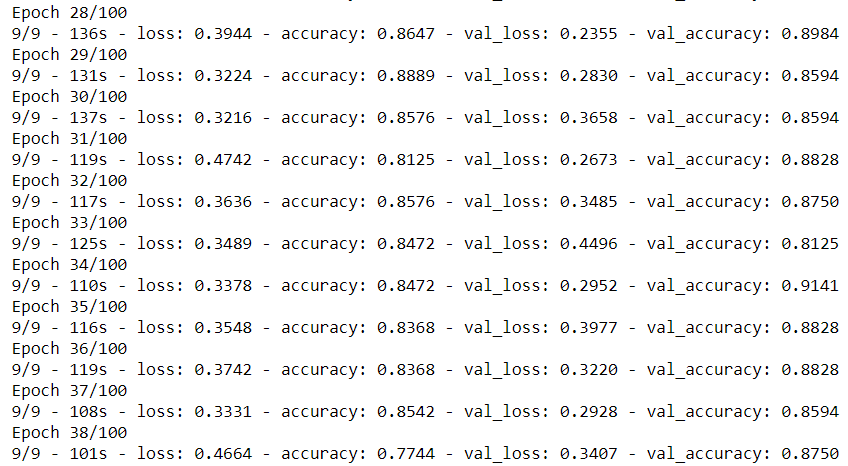 Epoch 28/100
9/9 - 136s - loss: 0.3944 - accuracy: 0.8647 - val_loss: 0.2355 - val_accuracy: 0.8984
Epoch 29/100
9/9 - 131s - loss: 0.3224 - accuracy: 0.8889 - val_loss: 0.2830 - val_accuracy: 0.8594
Epoch 30/100
9/9 - 137s - loss: 0.3216 - accuracy: 0.8576 - val_loss: 0.3658 - val_accuracy: 0.8594
Epoch 31/100
9/9 - 119s - loss: 0.4742 - accuracy: 0.8125 - val_loss: 0.2673 - val_accuracy: 0.8828
Epoch 32/100
9/9 - 117s - loss: 0.3636 - accuracy: 0.8576 - val_loss: 0.3485 - val_accuracy: 0.8750
Epoch 33/100
9/9 - 125s - loss: 0.3489 - accuracy: 0.8472 - val_loss: 0.4496 - val_accuracy: 0.8125
Epoch 34/100
9/9 - 110s - loss: 0.3378 - accuracy: 0.8472 - val_loss: 0.2952 - val_accuracy: 0.9141
Epoch 35/100
9/9 - 116s - loss: 0.3548 - accuracy: 0.8368 - val_loss: 0.3977 - val_accuracy: 0.8828
Epoch 36/100
9/9 - 119s - loss: 0.3742 - accuracy: 0.8368 - val_loss: 0.3220 - val_accuracy: 0.8828
Epoch 37/100
9/9 - 108s - loss: 0.3331 - accuracy: 0.8542 - val_loss: 0.2928 - val_accuracy: 0.8594
Epoch 38/100
9/9 - 101s - loss: 0.4664 - accuracy: 0.7744 - val_loss: 0.3407 - val_accuracy: 0.8750